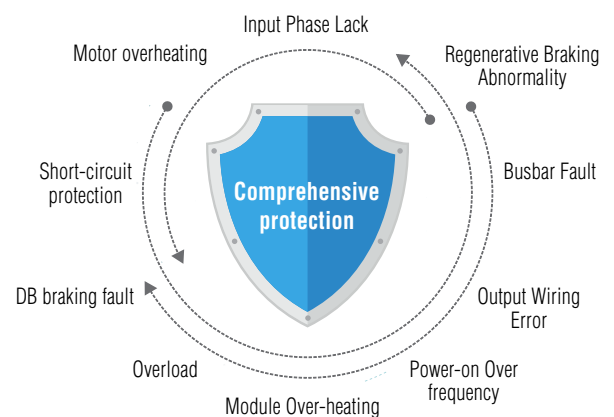 Input Phase Lack
Motor overheating
Regenerative Braking
Abnormality
Short-circuit
protection
Comprehensive
protection
Busbar Fault
DB braking fault
Output Wiring
Error
Overload
Power-on Over
frequency
Module Over-heating